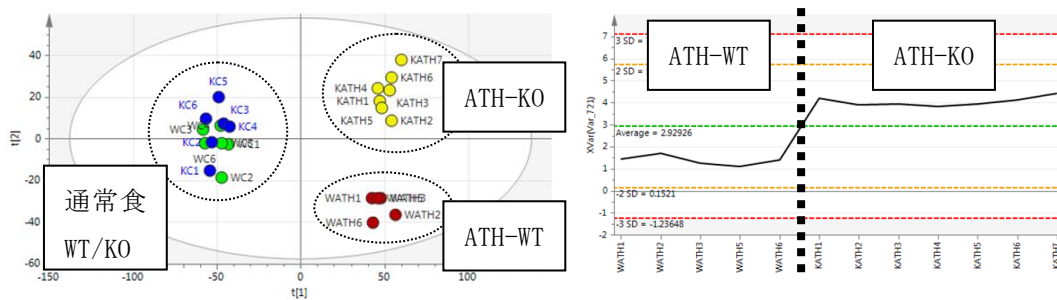 40
20
0
-20
-40
-60
t[2]
-150
-100
-50
0
50
100
t[1]
KC5
KC6
KC3
WC3
KC4
KC2
WC1
WC6
KC1
WC2
通常食
WT/KO
KATH7
KATH6
KATH4
KATH1
KATH3
KATH5
KATH2
ATH-KO
WATH1
WATH2
WATH6
ATH-WT
ATH-WT
ATH-KO
XVar(Var_721)
7
6
5
4
3
2
1
0
-1
-2
3 SD =
2 SD =
Average = 2.92926
-2 SD = 0.1521
-3 SD = -1.23648
WATH1
WATH2
WATH3
WATH5
WATH6
KATH1
KATH2
KATH3
KATH4
KATH5
KATH6